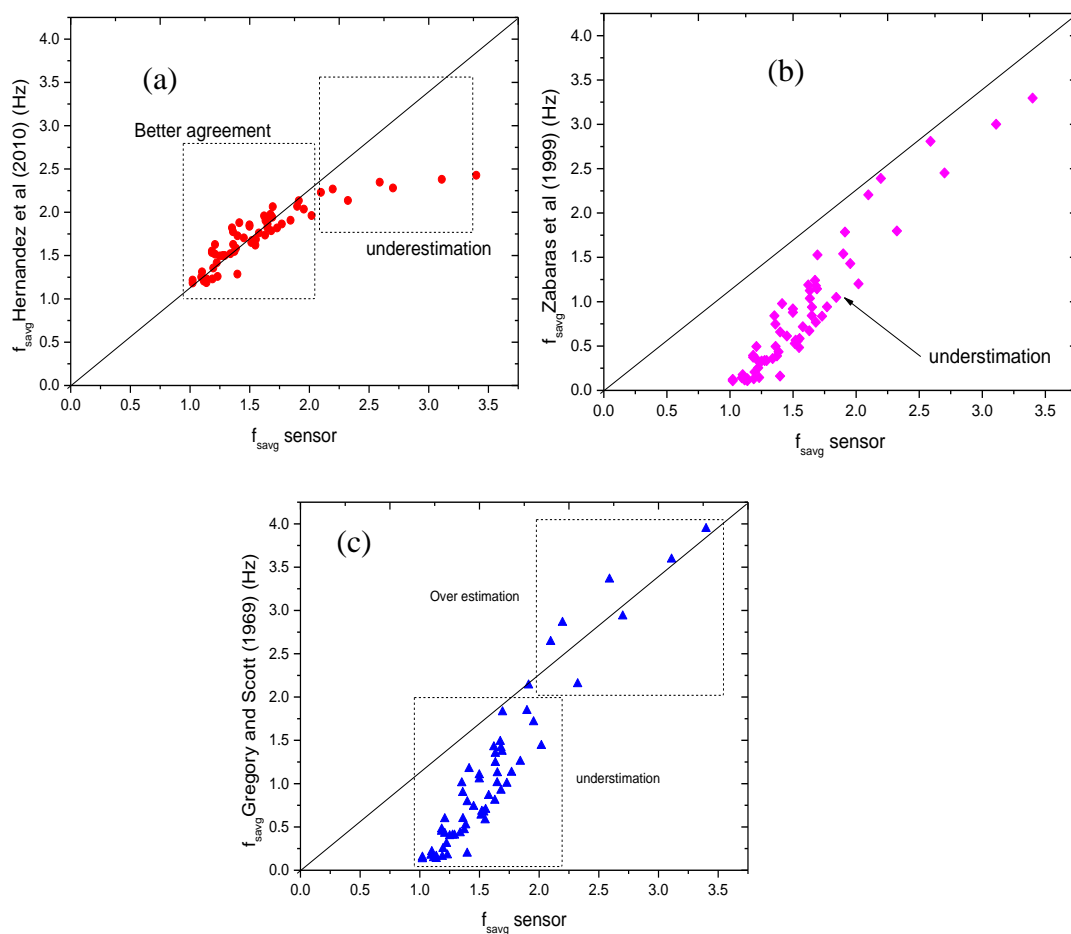 (a)
Better agreement
underestimation
f_savg Hernandez et al (2010) (Hz)
4.0
3.5
3.0
2.5
2.0
1.5
1.0
0.5
0.0
0.0 0.5 1.0 1.5 2.0 2.5 3.0 3.5
f_savg sensor
(b)
understimation
f_savg Zabaras et al (1999) (Hz)
4.0
3.5
3.0
2.5
2.0
1.5
1.0
0.5
0.0
0.0 0.5 1.0 1.5 2.0 2.5 3.0 3.5
f_savg sensor
(c)
Over estimation
understimation
f_savg Gregory and Scott (1969) (Hz)
4.0
3.5
3.0
2.5
2.0
1.5
1.0
0.5
0.0
0.0 0.5 1.0 1.5 2.0 2.5 3.0 3.5
f_savg sensor